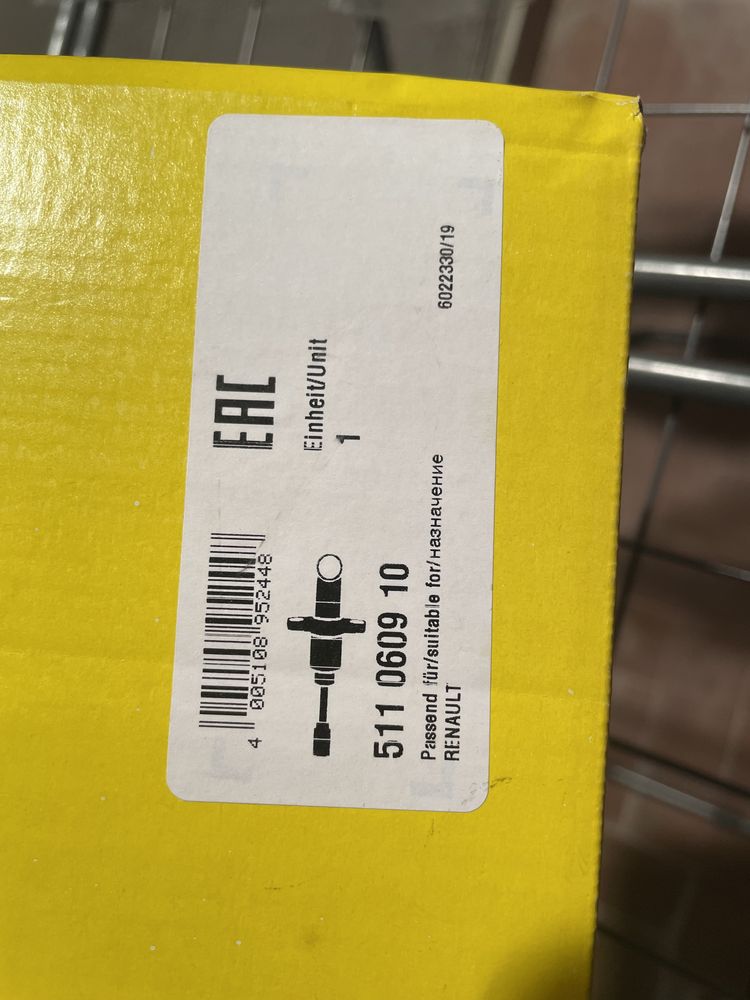 EAC
4 005108 952448
Einheit/Unit
1
511 0609 10
Passend für/suitable for/назначение
RENAULT
6022330/19